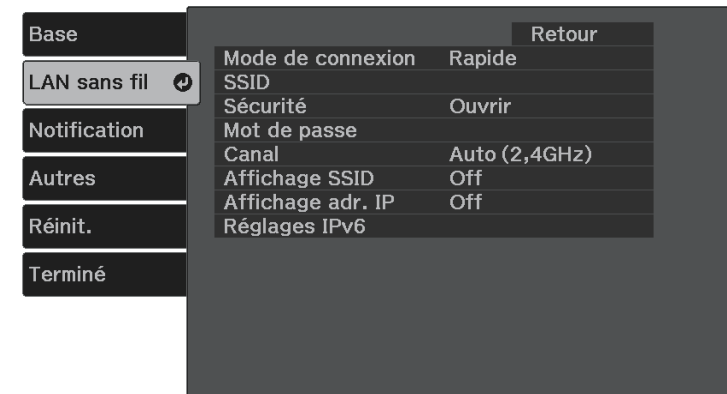 Base
LAN sans fil
Notification
Autres
Réinit.
Terminé
Retour
Mode de connexion Rapide
SSID
Sécurité Ouvrir
Mot de passe
Canal Auto (2,4GHz)
Affichage SSID Off
Affichage adr. IP Off
Réglages IPv6